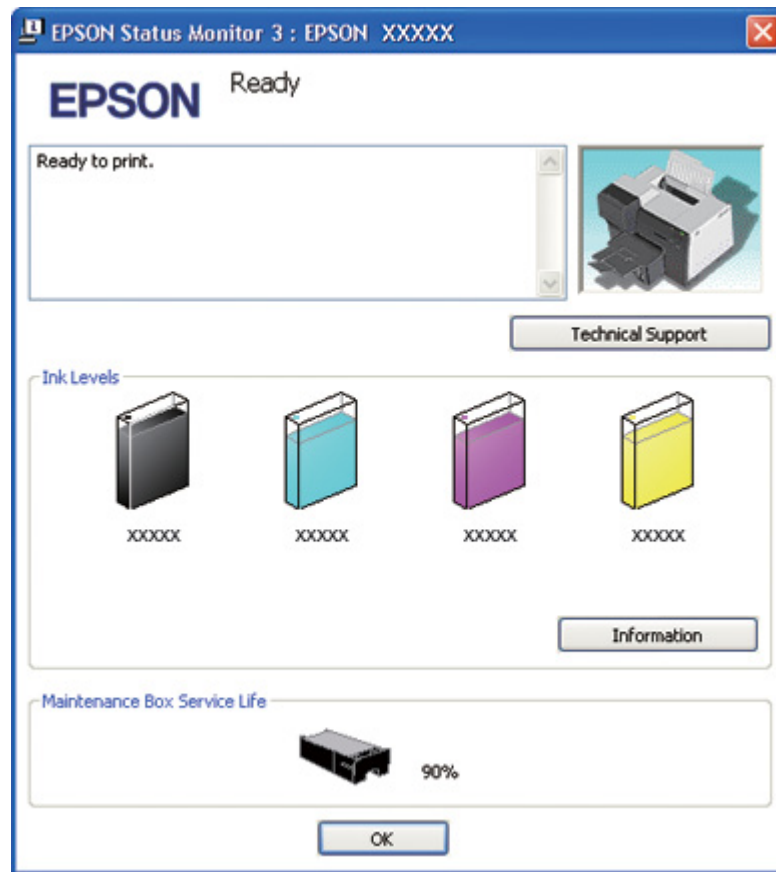 EPSON Status Monitor 3 : EPSON XXXXX
EPSON
Ready
Ready to print.
Technical Support
Ink Levels
XXXXX XXXXX XXXXX XXXXX
Information
Maintenance Box Service Life
90%
OK